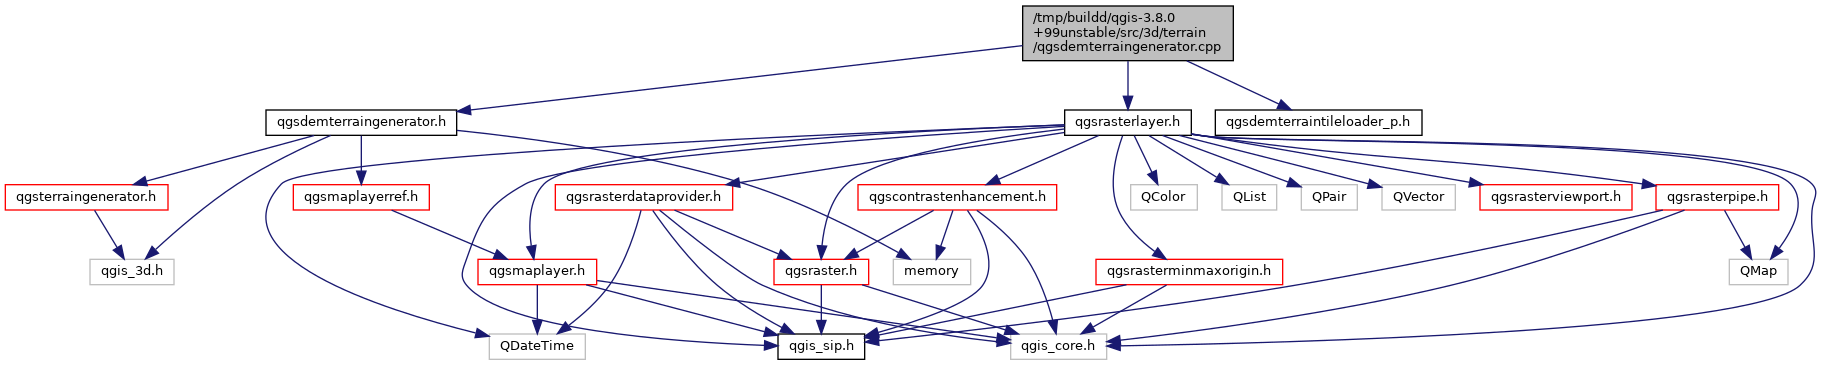 /tmp/buildd/qgis-3.8.0
+99unstable/src/3d/terrain
/qgsdemterraingenerator.cpp
qgsdemterraingenerator.h
qgsrasterlayer.h
qgsdemterraintileloader_p.h
qgsterraingenerator.h
qgsmaplayerref.h
qgsrasterdataprovider.h
qgscontrastenhancement.h
QColor
QList
QPair
QVector
qgsrasterviewport.h
qgsrasterpipe.h
qgis_3d.h
qgsmaplayer.h
qgsraster.h
memory
qgsrasterminmaxorigin.h
QMap
QDateTime
qgis_sip.h
qgis_core.h